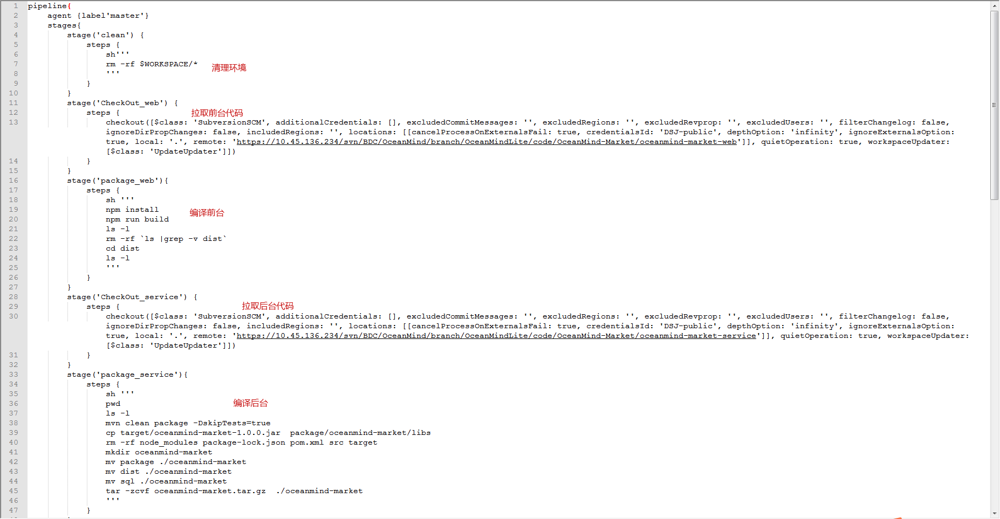 1 pipeline{
2 agent {label'master'}
3 stages{
4 stage('clean') {
5 steps {
6 sh'''
7 rm -rf $WORKSPACE/* 清理环境
8 '''
9 }
10 }
11 stage('CheckOut_web') {
12 steps { 拉取前台代码
13 checkout([$class: 'SubversionSCM', additionalCredentials: [], excludedCommitMessages: '', excludedRegions: '', excludedRevprop: '', excludedUsers: '', filterChangelog: false,
ignoreDirPropChanges: false, includedRegions: '', locations: [[cancelProcessOnExternalsFail: true, credentialsId: 'DSJ-public', depthOption: 'infinity', ignoreExternalsOption:
true, local: '.', remote: 'https://10.45.136.234/svn/BDC/OceanMind/branch/OceanMindLite/code/OceanMind-Market/oceanmind-market-web']], quietOperation: true, workspaceUpdater:
[$class: 'UpdateUpdater']])
14 }
15 }
16 stage('package_web'){
17 steps {
18 sh '''
19 npm install 编译前台
20 npm run build
21 ls -l
22 rm -rf `ls |grep -v dist`
23 cd dist
24 ls -l
25 '''
26 }
27 }
28 stage('CheckOut_service') {
29 steps { 拉取后台代码
30 checkout([$class: 'SubversionSCM', additionalCredentials: [], excludedCommitMessages: '', excludedRegions: '', excludedRevprop: '', excludedUsers: '', filterChangelog: false,
ignoreDirPropChanges: false, includedRegions: '', locations: [[cancelProcessOnExternalsFail: true, credentialsId: 'DSJ-public', depthOption: 'infinity', ignoreExternalsOption:
true, local: '.', remote: 'https://10.45.136.234/svn/BDC/OceanMind/branch/OceanMindLite/code/OceanMind-Market/oceanmind-market-service']], quietOperation: true, workspaceUpdater:
[$class: 'UpdateUpdater']])
31 }
32 }
33 stage('package_service'){
34 steps {
35 sh '''
36 pwd 编译后台
37 ls -l
38 mvn clean package -DskipTests=true
39 cp target/oceanmind-market-1.0.0.jar  package/oceanmind-market/libs
40 rm -rf node_modules package-lock.json pom.xml src target
41 mkdir oceanmind-market
42 mv package ./oceanmind-market
43 mv dist ./oceanmind-market
44 mv sql ./oceanmind-market
45 tar -zcvf oceanmind-market.tar.gz  ./oceanmind-market
46 '''
47 }